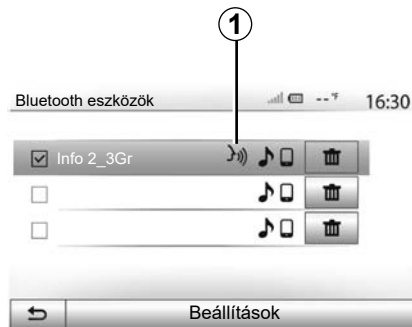 1
Bluetooth eszközök
--°F
16:30
Info 2_3Gr
Beállítások